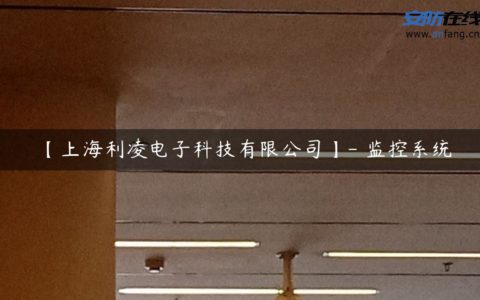 安防在线
www.anfang.cn
【上海利凌电子科技有限公司】- 监控系统